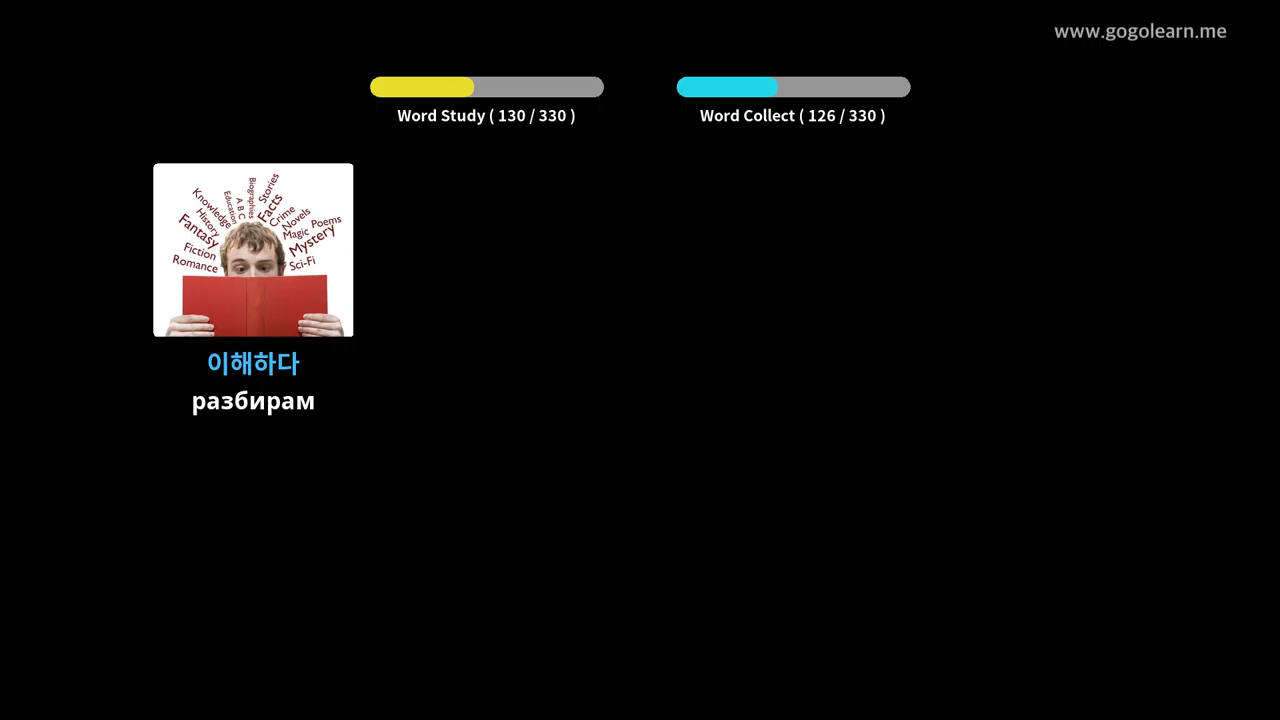 www.gogolearn.me
Word Study ( 130 / 330 )
Word Collect ( 126 / 330 )
Knowledge
History
Fantasy
Fiction
Romance
Education
A B C
Biographies
Stories
Facts
Crime
Novels
Magic
Poems
Mystery
Sci-Fi
이해하다
разбирам